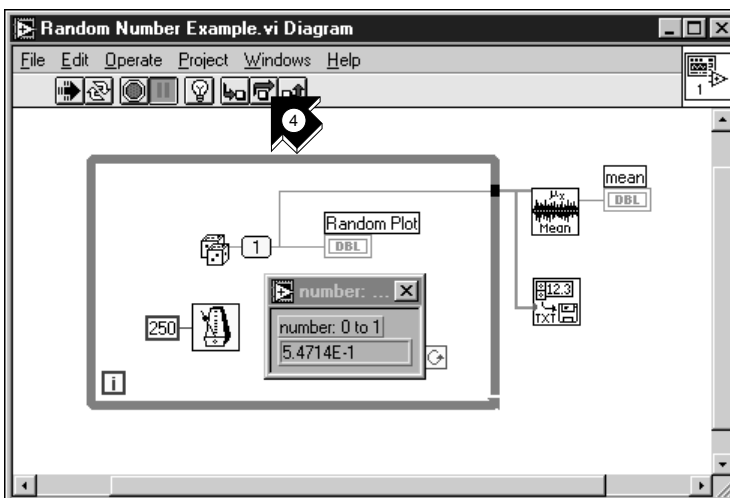 Random Number Example.vi Diagram
File Edit Operate Project Windows Help
1
4
mean
DBL
μx
Mean
Random Plot
DBL
1
12.3
TXT
number: ...
250
number: 0 to 1
5.4714E-1
i